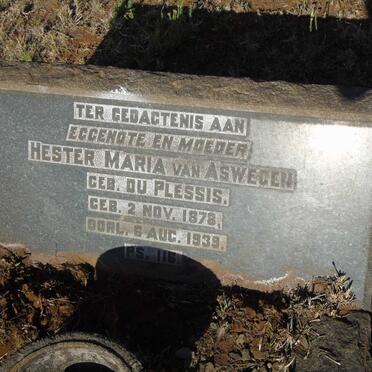 TER GEDACTENIS AAN
EGGENOTE EN MOEDER
HESTER MARIA VAN ASWEGEN
GEB. DU PLESSIS.
GEB. 2 NOV. 1878,
OORL. 6 AUG. 1939.
PS. 116